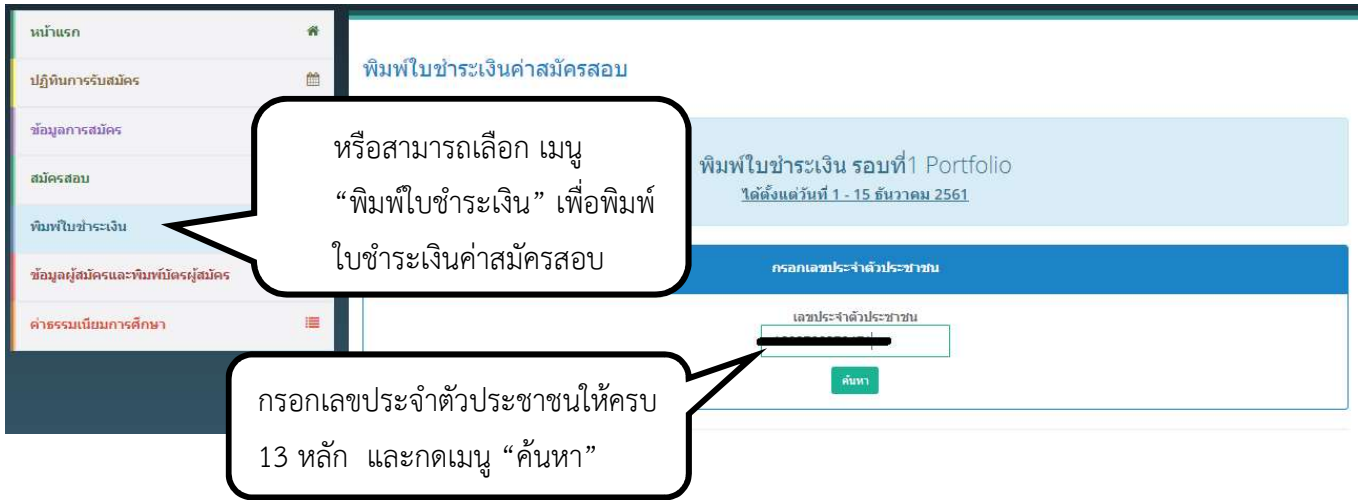 หน้าแรก
ปฏิทินการรับสมัคร
ข้อมูลการสมัคร
สมัครสอบ
พิมพ์ใบชำระเงิน
ข้อมูลผู้สมัครและพิมพ์บัตรผู้สมัคร
ค่าธรรมเนียมการศึกษา
พิมพ์ใบชำระเงินค่าสมัครสอบ
หรือสามารถเลือก เมนู
“พิมพ์ใบชำระเงิน” เพื่อพิมพ์
ใบชำระเงินค่าสมัครสอบ
พิมพ์ใบชำระเงิน รอบที่1 Portfolio
ได้ตั้งแต่วันที่ 1 - 15 ธันวาคม 2561
กรอกเลขประจำตัวประชาชน
เลขประจำตัวประชาชน
ค้นหา
กรอกเลขประจำตัวประชาชนให้ครบ
13 หลัก และกดเมนู “ค้นหา”